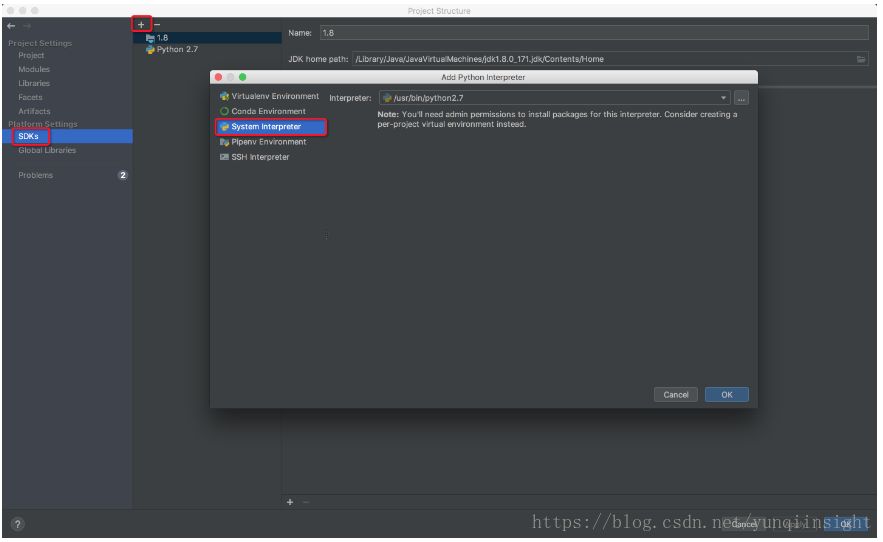 Project Structure
Project Settings
Project
Modules
Libraries
Facets
Artifacts
Platform Settings
SDKs
Global Libraries
Problems
2
1.8
Python 2.7
Name: 1.8
JDK home path: /Library/Java/JavaVirtualMachines/jdk1.8.0_171.jdk/Contents/Home
Add Python Interpreter
Virtualenv Environment
Conda Environment
System Interpreter
Pipenv Environment
SSH Interpreter
Interpreter: /usr/bin/python2.7
...
Note: You'll need admin permissions to install packages for this interpreter. Consider creating a
per-project virtual environment instead.
Cancel
OK
?
Cancel
Apply
OK
https://blog.csdn.net/yunqiinsight